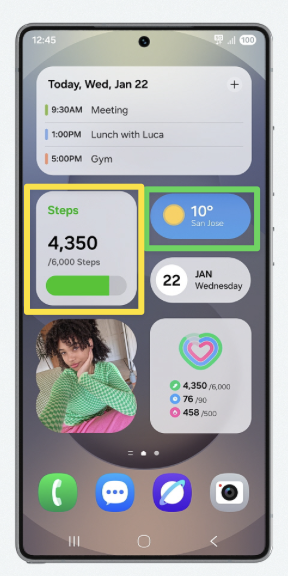 12:45
100
Today, Wed, Jan 22
+
9:30AM Meeting
1:00PM Lunch with Luca
5:00PM Gym
Steps
4,350
/6,000 Steps
10°
San Jose
22
JAN
Wednesday
4,350 /6,000
76 /90
458 /500